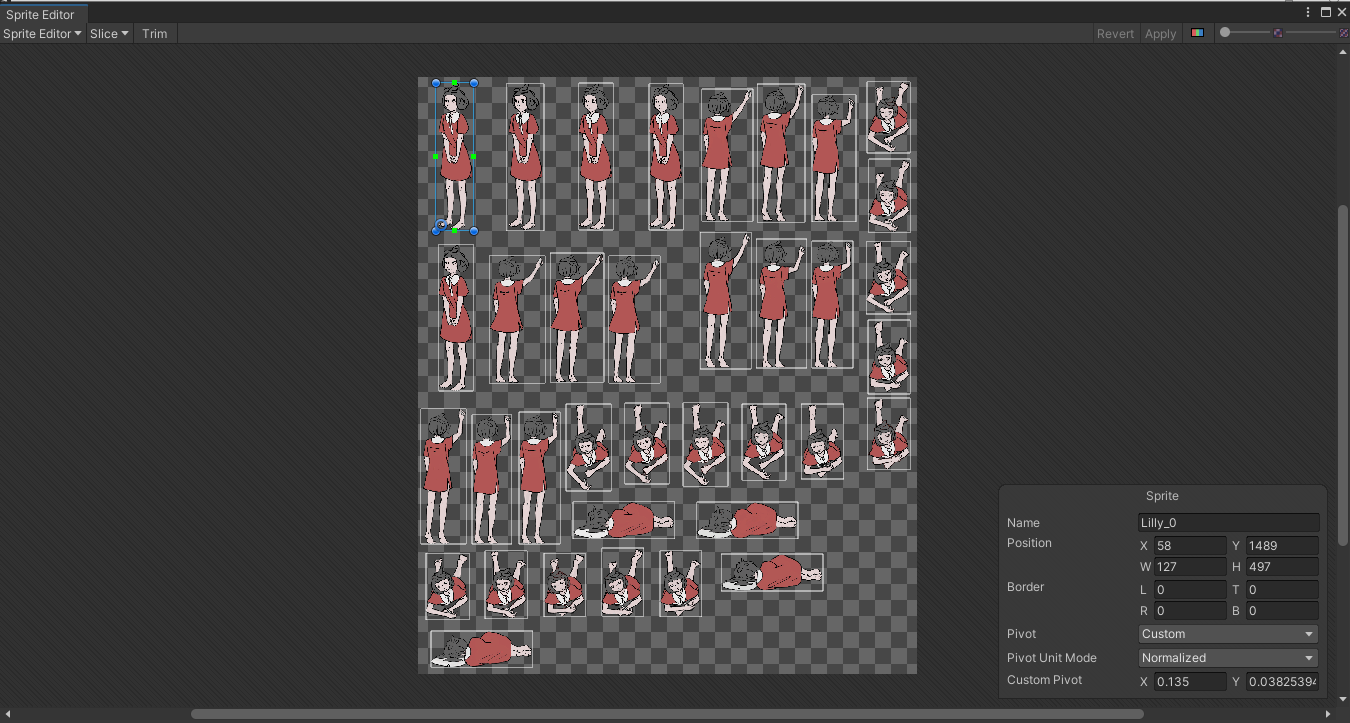 Sprite Editor
Sprite Editor Slice Trim Revert Apply
Sprite
Name Lilly_0
Position X 58 Y 1489
W 127 H 497
Border L 0 T 0
R 0 B 0
Pivot Custom
Pivot Unit Mode Normalized
Custom Pivot X 0.135 Y 0.03825394